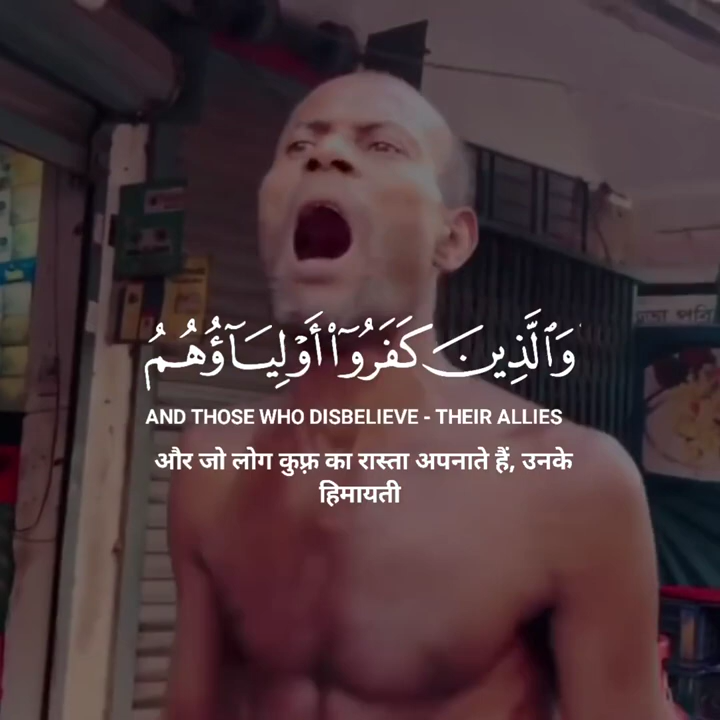 وَٱلَّذِينَ كَفَرُوٓا۟ أَوْلِيَآؤُهُمُ
AND THOSE WHO DISBELIEVE - THEIR ALLIES
और जो लोग कुफ़्र का रास्ता अपनाते हैं, उनके
हिमायती